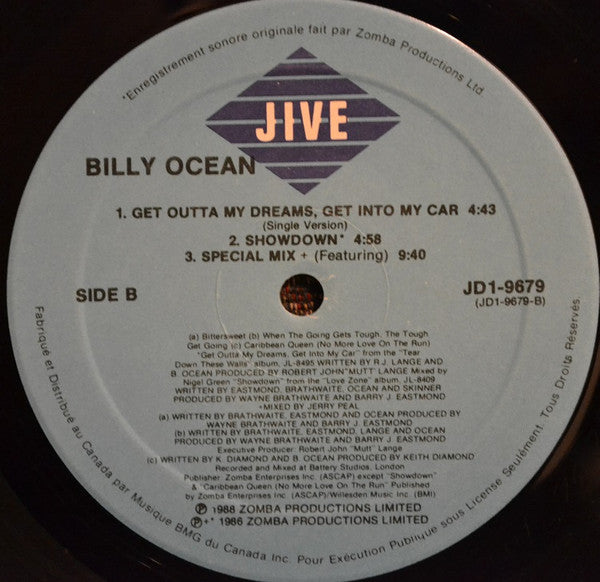 *Enregistrement sonore originale fait par Zomba Productions Ltd.
JIVE
BILLY OCEAN
1. GET OUTTA MY DREAMS, GET INTO MY CAR 4:43
(Single Version)
2. SHOWDOWN* 4:58
3. SPECIAL MIX + (Featuring) 9:40
SIDE B
JD1-9679
(JD1-9679-B)
(a) Bittersweet (b) When The Going Gets Tough, The Tough
Get Going (c) Caribbean Queen (No More Love On The Run)
"Get Outta My Dreams, Get Into My Car" from the "Tear
Down These Walls" album, JL-8495 WRITTEN BY R.J. LANGE AND
B. OCEAN PRODUCED BY ROBERT JOHN "MUTT" LANGE Mixed by
Nigel Green "Showdown" from the "Love Zone" album, JL-8409
WRITTEN BY EASTMOND, BRATHWAITE, OCEAN AND SKINNER
PRODUCED BY WAYNE BRATHWAITE AND BARRY J. EASTMOND
+MIXED BY JERRY PEAL
(a) WRITTEN BY BRATHWAITE, EASTMOND AND OCEAN PRODUCED BY
WAYNE BRATHWAITE AND BARRY J. EASTMOND
(b) WRITTEN BY BRATHWAITE, EASTMOND, LANGE AND OCEAN
PRODUCED BY WAYNE BRATHWAITE AND BARRY J. EASTMOND
Executive Producer: Robert John "Mutt" Lange
(c) WRITTEN BY K. DIAMOND AND B. OCEAN PRODUCED BY KEITH DIAMOND
Recorded and Mixed at Battery Studios, London
Publisher: Zomba Enterprises Inc. (ASCAP) except "Showdown"
& "Caribbean Queen (No More Love On The Run" Published
by Zomba Enterprises Inc. (ASCAP)/Willesden Music Inc. (BMI)
℗ 1988 ZOMBA PRODUCTIONS LIMITED
℗+* 1986 ZOMBA PRODUCTIONS LIMITED
Fabriqué et Distribué au Canada par Musique BMG du Canada Inc. Pour Exécution Publique sous License Seulement. Tous Droits Réservés.